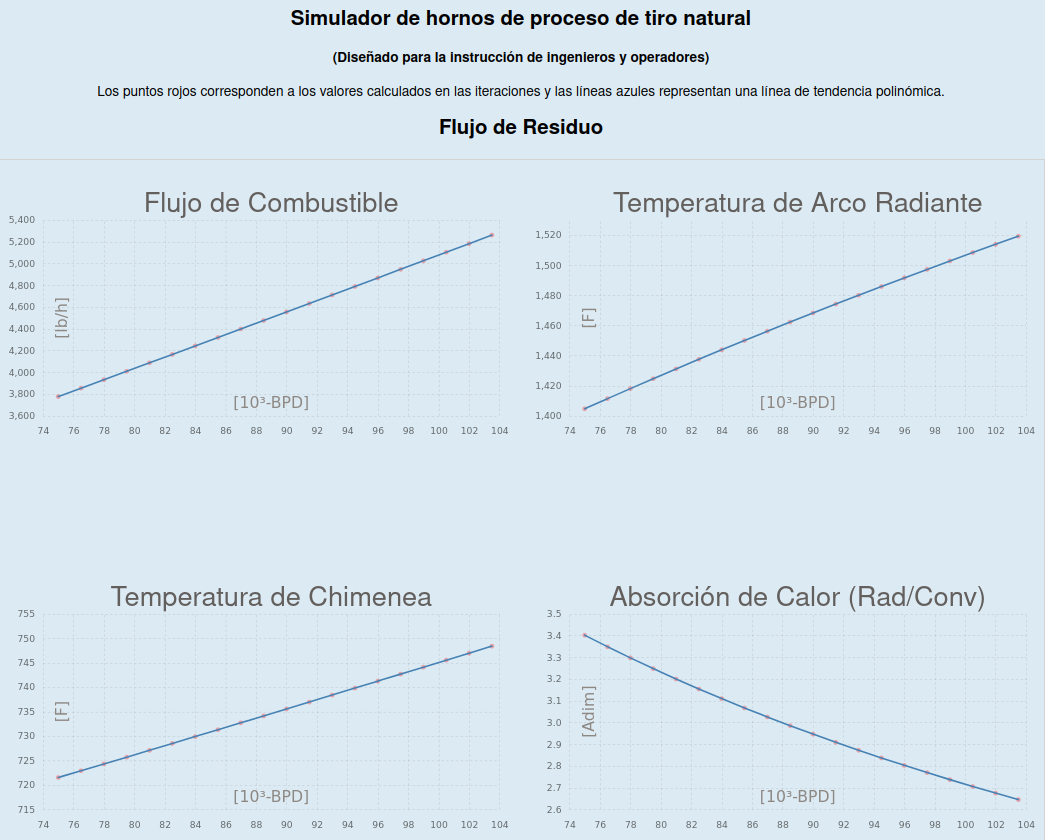 Simulador de hornos de proceso de tiro natural
(Diseñado para la instrucción de ingenieros y operadores)
Los puntos rojos corresponden a los valores calculados en las iteraciones y las líneas azules representan una línea de tendencia polinómica.
Flujo de Residuo
Flujo de Combustible
5,400
5,200
5,000
4,800
4,600
4,400
4,200
4,000
3,800
3,600
[lb/h]
[10³-BPD]
74 76 78 80 82 84 86 88 90 92 94 96 98 100 102 104
Temperatura de Arco Radiante
1,520
1,500
1,480
1,460
1,440
1,420
1,400
[F]
[10³-BPD]
74 76 78 80 82 84 86 88 90 92 94 96 98 100 102 104
Temperatura de Chimenea
755
750
745
740
735
730
725
720
715
[F]
[10³-BPD]
74 76 78 80 82 84 86 88 90 92 94 96 98 100 102 104
Absorción de Calor (Rad/Conv)
3.5
3.4
3.3
3.2
3.1
3.0
2.9
2.8
2.7
2.6
[Adim]
[10³-BPD]
74 76 78 80 82 84 86 88 90 92 94 96 98 100 102 104